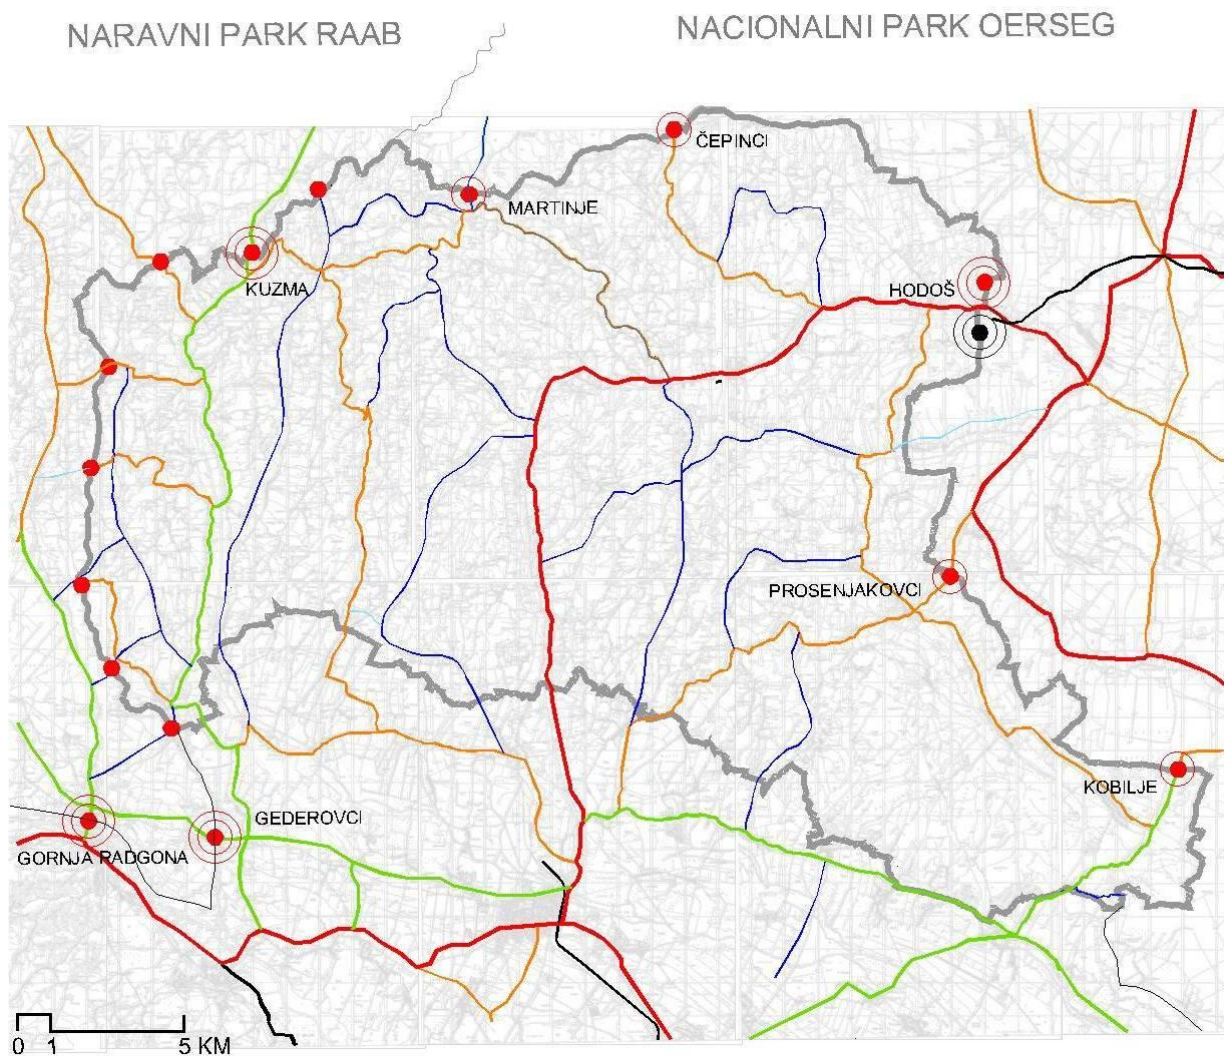 NARAVNI PARK RAAB
NACIONALNI PARK OERSEG
ČEPINCI
MARTINJE
KUZMA
HODOŠ
PROSENJAKOVCI
KOBILJE
GEDEROVCI
GORNJA RADGONA
0 1 5 KM